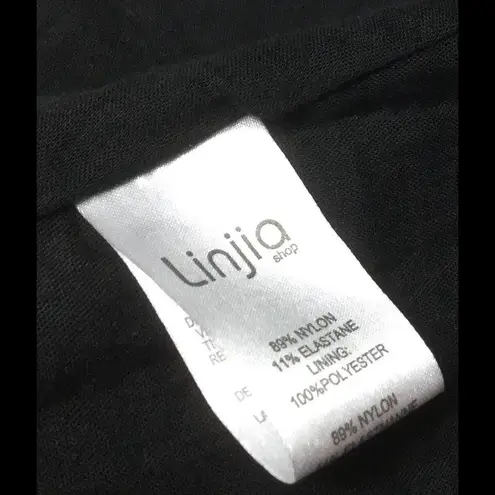 Linjia
shop
89% NYLON
11% ELASTANE
LINING:
100%POLYESTER
89% NYLON